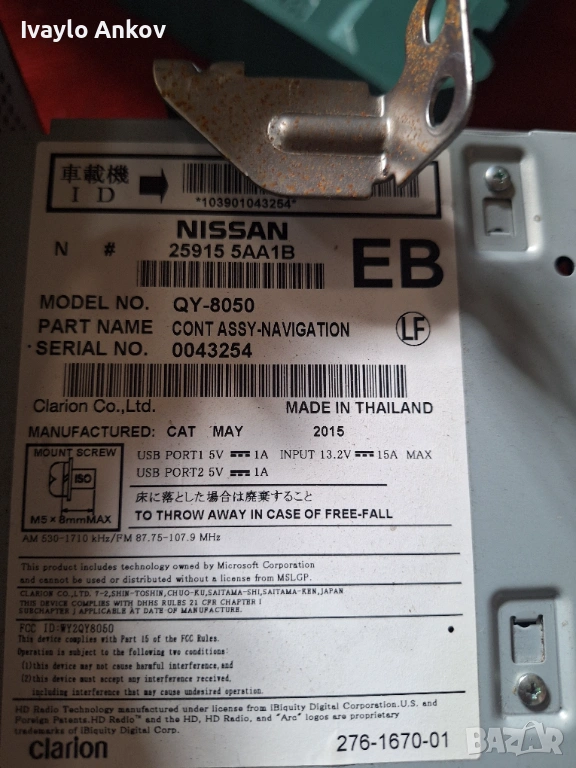 Ivaylo Ankov
車載機
ID
*103901043254*
NISSAN
N # 25915 5AA1B
EB
MODEL NO. QY-8050
PART NAME CONT ASSY-NAVIGATION
LF
SERIAL NO. 0043254
Clarion Co.,Ltd. MADE IN THAILAND
MANUFACTURED: CAT MAY 2015
MOUNT SCREW
ISO
M5×8mmMAX
USB PORT1 5V ⎓ 1A INPUT 13.2V ⎓ 15A MAX
USB PORT2 5V ⎓ 1A
床に落とした場合は廃棄すること
TO THROW AWAY IN CASE OF FREE-FALL
AM 530-1710 kHz/FM 87.75-107.9 MHz
This product includes technology owned by Microsoft Corporation
and cannot be used or distributed without a license from MSLGP.
CLARION CO.,LTD. 7-2,SHIN-TOSHIN,CHUO-KU,SAITAMA-SHI,SAITAMA-KEN,JAPAN
THIS DEVICE COMPLIES WITH DHHS RULES 21 CFR CHAPTER I
SUBCHAPTER J APPLICABLE AT DATE OF MANUFACTURE.
FCC ID:WY2QY8050
This device complies with Part 15 of the FCC Rules.
Operation is subject to the following two conditions:
(1)this device may not cause harmful interference,and
(2)this device must accept any interference received,
including interference that may cause undesired operation.
HD Radio Technology manufactured under license from iBiquity Digital Corporation.U.S. and
Foreign Patents.HD Radio™ and the HD, HD Radio, and "Arc" logos are proprietary
trademarks of iBiquity Digital Corp.
clarion
276-1670-01
BAZAR